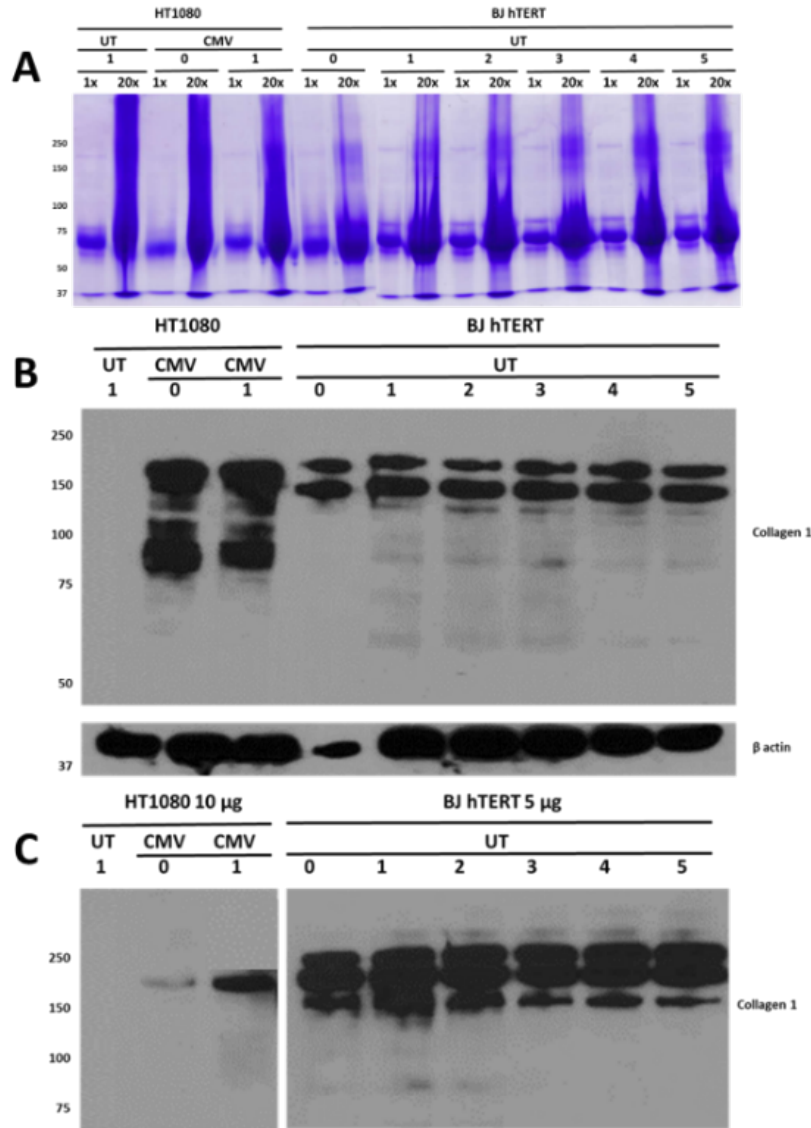 HT1080 BJ hTERT
UT CMV UT
1 0 1 0 1 2 3 4 5
A
1x 20x 1x 20x 1x 20x 1x 20x 1x 20x 1x 20x 1x 20x 1x 20x 1x 20x
250
150
100
75
50
37
HT1080 BJ hTERT
B
UT CMV CMV UT
1 0 1 0 1 2 3 4 5
250
150
100
Collagen 1
75
50
β actin
37
HT1080 10 µg BJ hTERT 5 µg
C
UT CMV CMV UT
1 0 1 0 1 2 3 4 5
250
150
Collagen 1
100
75